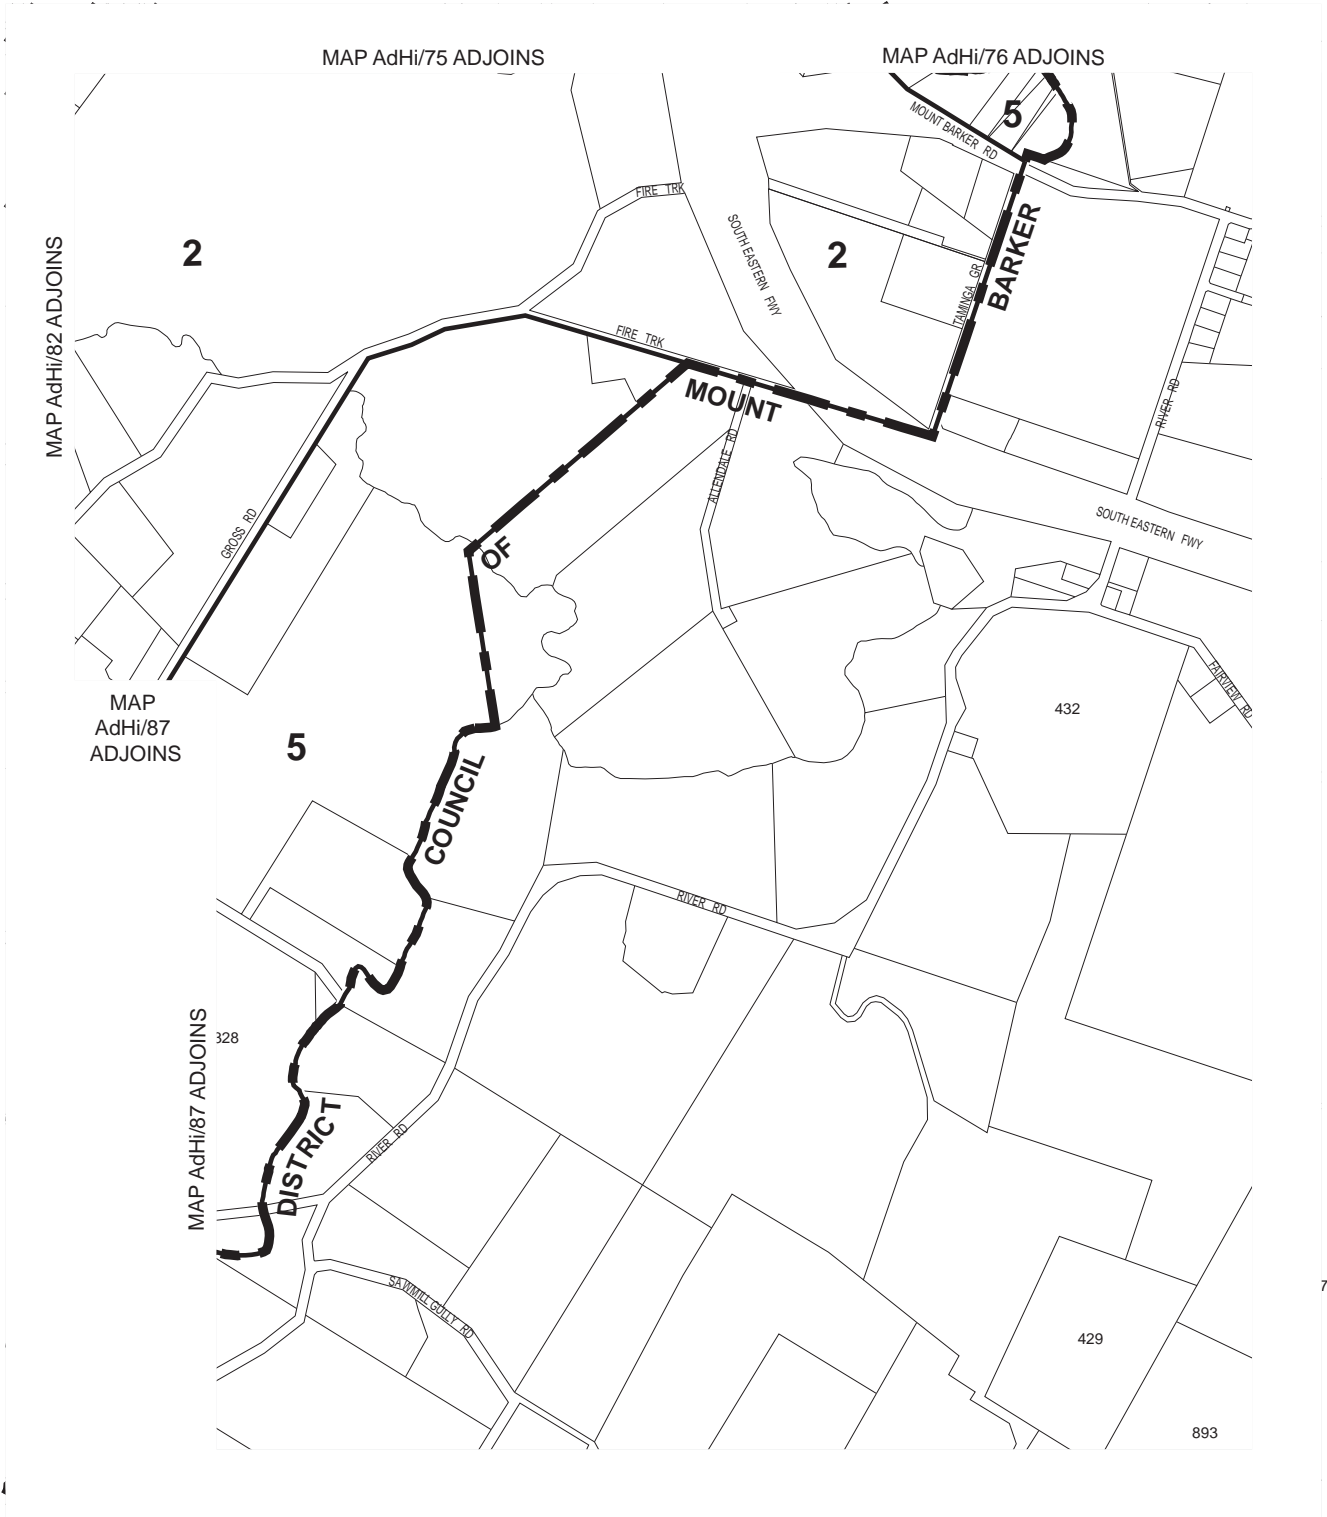 MAP AdHi/75 ADJOINS
MAP AdHi/76 ADJOINS
5
MOUNT BARKER RD
FIRE TRK
SOUTH EASTERN FWY
2
2
BARKER
TAMINGA GR
MAP AdHi/82 ADJOINS
FIRE TRK
MOUNT
RIVER RD
ALLENDALE RD
GROSS RD
SOUTH EASTERN FWY
OF
FAIRVIEW RD
MAP
AdHi/87
ADJOINS
432
5
COUNCIL
RIVER RD
MAP AdHi/87 ADJOINS
328
DISTRICT
RIVER RD
SAWMILL GULLY RD
7
429
893